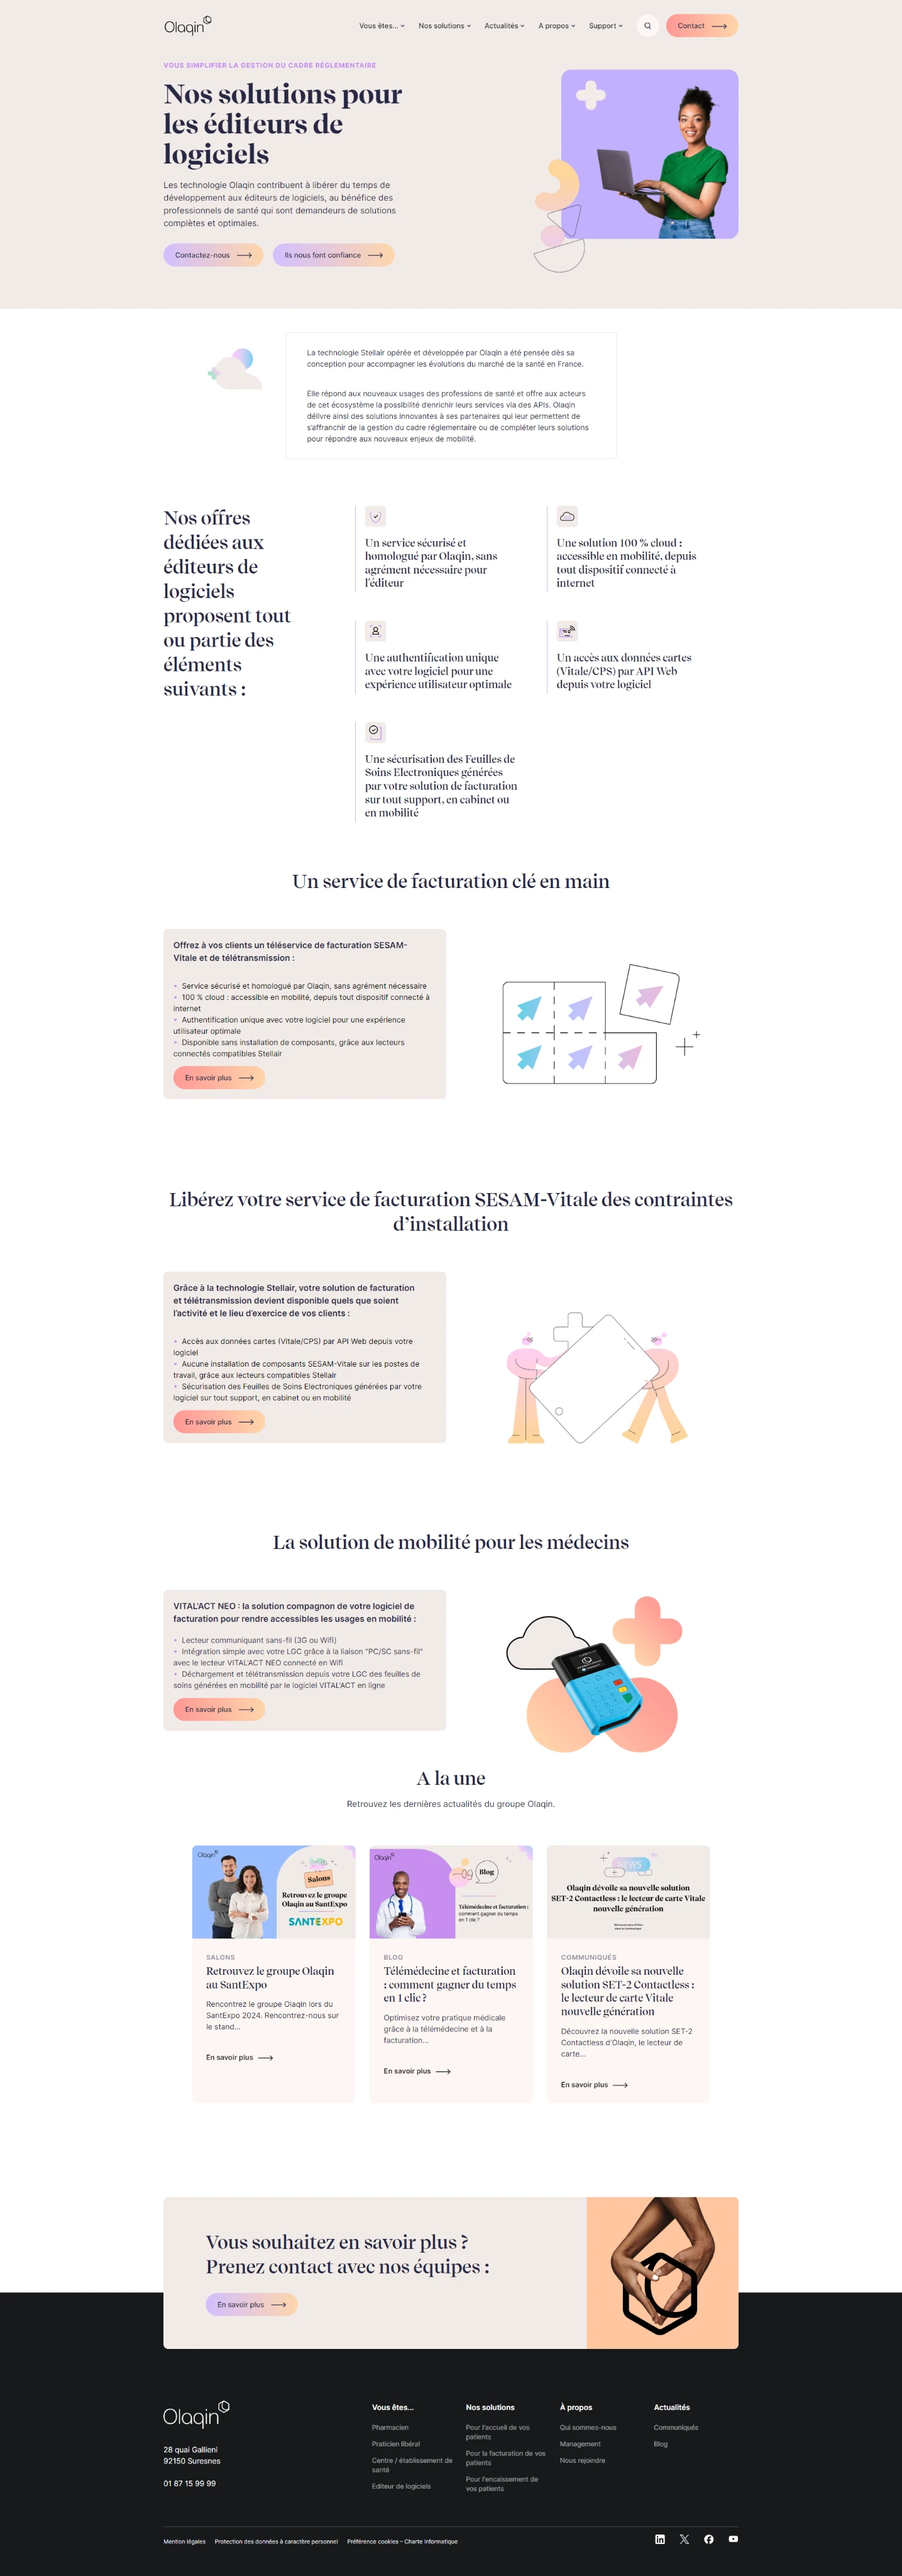 Olaqin
Vous êtes...
Nos solutions
Actualités
A propos
Support
Contact
VOUS SIMPLIFIER LA GESTION DU CADRE RÉGLEMENTAIRE
Nos solutions pour
les éditeurs de
logiciels
Les technologie Olaqin contribuent à libérer du temps de
développement aux éditeurs de logiciels, au bénéfice des
professionnels de santé qui sont demandeurs de solutions
complètes et optimales.
Contactez-nous
Ils nous font confiance
La technologie Stellair opérée et développée par Olaqin a été pensée dès sa
conception pour accompagner les évolutions du marché de la santé en France.
Elle répond aux nouveaux usages des professions de santé et offre aux acteurs
de cet écosystème la possibilité d'enrichir leurs services via des APIs. Olaqin
délivre ainsi des solutions innovantes à ses partenaires qui leur permettent de
s'affranchir de la gestion du cadre réglementaire ou de compléter leurs solutions
pour répondre aux nouveaux enjeux de mobilité.
Nos offres
dédiées aux
éditeurs de
logiciels
proposent tout
ou partie des
éléments
suivants :
Un service sécurisé et
homologué par Olaqin, sans
agrément nécessaire pour
l'éditeur
Une solution 100 % cloud :
accessible en mobilité, depuis
tout dispositif connecté à
internet
Une authentification unique
avec votre logiciel pour une
expérience utilisateur optimale
Un accès aux données cartes
(Vitale/CPS) par API Web
depuis votre logiciel
Une sécurisation des Feuilles de
Soins Electroniques générées
par votre solution de facturation
sur tout support, en cabinet ou
en mobilité
Un service de facturation clé en main
Offrez à vos clients un téléservice de facturation SESAM-
Vitale et de télétransmission :
• Service sécurisé et homologué par Olaqin, sans agrément nécessaire
• 100 % cloud : accessible en mobilité, depuis tout dispositif connecté à
internet
• Authentification unique avec votre logiciel pour une expérience
utilisateur optimale
• Disponible sans installation de composants, grâce aux lecteurs
connectés compatibles Stellair
En savoir plus
Libérez votre service de facturation SESAM-Vitale des contraintes
d'installation
Grâce à la technologie Stellair, votre solution de facturation
et télétransmission devient disponible quels que soient
l'activité et le lieu d'exercice de vos clients :
• Accès aux données cartes (Vitale/CPS) par API Web depuis votre
logiciel
• Aucune installation de composants SESAM-Vitale sur les postes de
travail, grâce aux lecteurs compatibles Stellair
• Sécurisation des Feuilles de Soins Electroniques générées par votre
logiciel sur tout support, en cabinet ou en mobilité
En savoir plus
La solution de mobilité pour les médecins
VITAL'ACT NEO : la solution compagnon de votre logiciel de
facturation pour rendre accessibles les usages en mobilité :
• Lecteur communiquant sans-fil (3G ou Wifi)
• Intégration simple avec votre LGC grâce à la liaison "PC/SC sans-fil"
avec le lecteur VITAL'ACT NEO connecté en Wifi
• Déchargement et télétransmission depuis votre LGC des feuilles de
soins générées en mobilité par le logiciel VITAL'ACT en ligne
En savoir plus
A la une
Retrouvez les dernières actualités du groupe Olaqin.
Olaqin
Salons
Retrouvez le groupe
Olaqin au SantExpo
SANTEXPO
SALONS
Retrouvez le groupe Olaqin
au SantExpo
Rencontrez le groupe Olaqin lors du
SantExpo 2024. Rencontrez-nous sur
le stand...
En savoir plus
Olaqin
Blog
Télémédecine et facturation :
comment gagner du temps
en 1 clic ?
BLOG
Télémédecine et facturation
: comment gagner du temps
en 1 clic ?
Optimisez votre pratique médicale
grâce à la télémédecine et à la
facturation...
En savoir plus
NEWS
Olaqin dévoile sa nouvelle solution
SET-2 Contactless : le lecteur de carte Vitale
nouvelle génération
COMMUNIQUÉS
Olaqin dévoile sa nouvelle
solution SET-2 Contactless :
le lecteur de carte Vitale
nouvelle génération
Découvrez la nouvelle solution SET-2
Contactless d'Olaqin, le lecteur de
carte...
En savoir plus
Vous souhaitez en savoir plus ?
Prenez contact avec nos équipes :
En savoir plus
Olaqin
28 quai Gallieni
92150 Suresnes
01 87 15 99 99
Vous êtes...
Pharmacien
Praticien libéral
Centre / établissement de
santé
Editeur de logiciels
Nos solutions
Pour l'accueil de vos
patients
Pour la facturation de vos
patients
Pour l'encaissement de
vos patients
À propos
Qui sommes-nous
Management
Nous rejoindre
Actualités
Communiqués
Blog
Mention légales
Protection des données à caractère personnel
Préférence cookies – Charte informatique